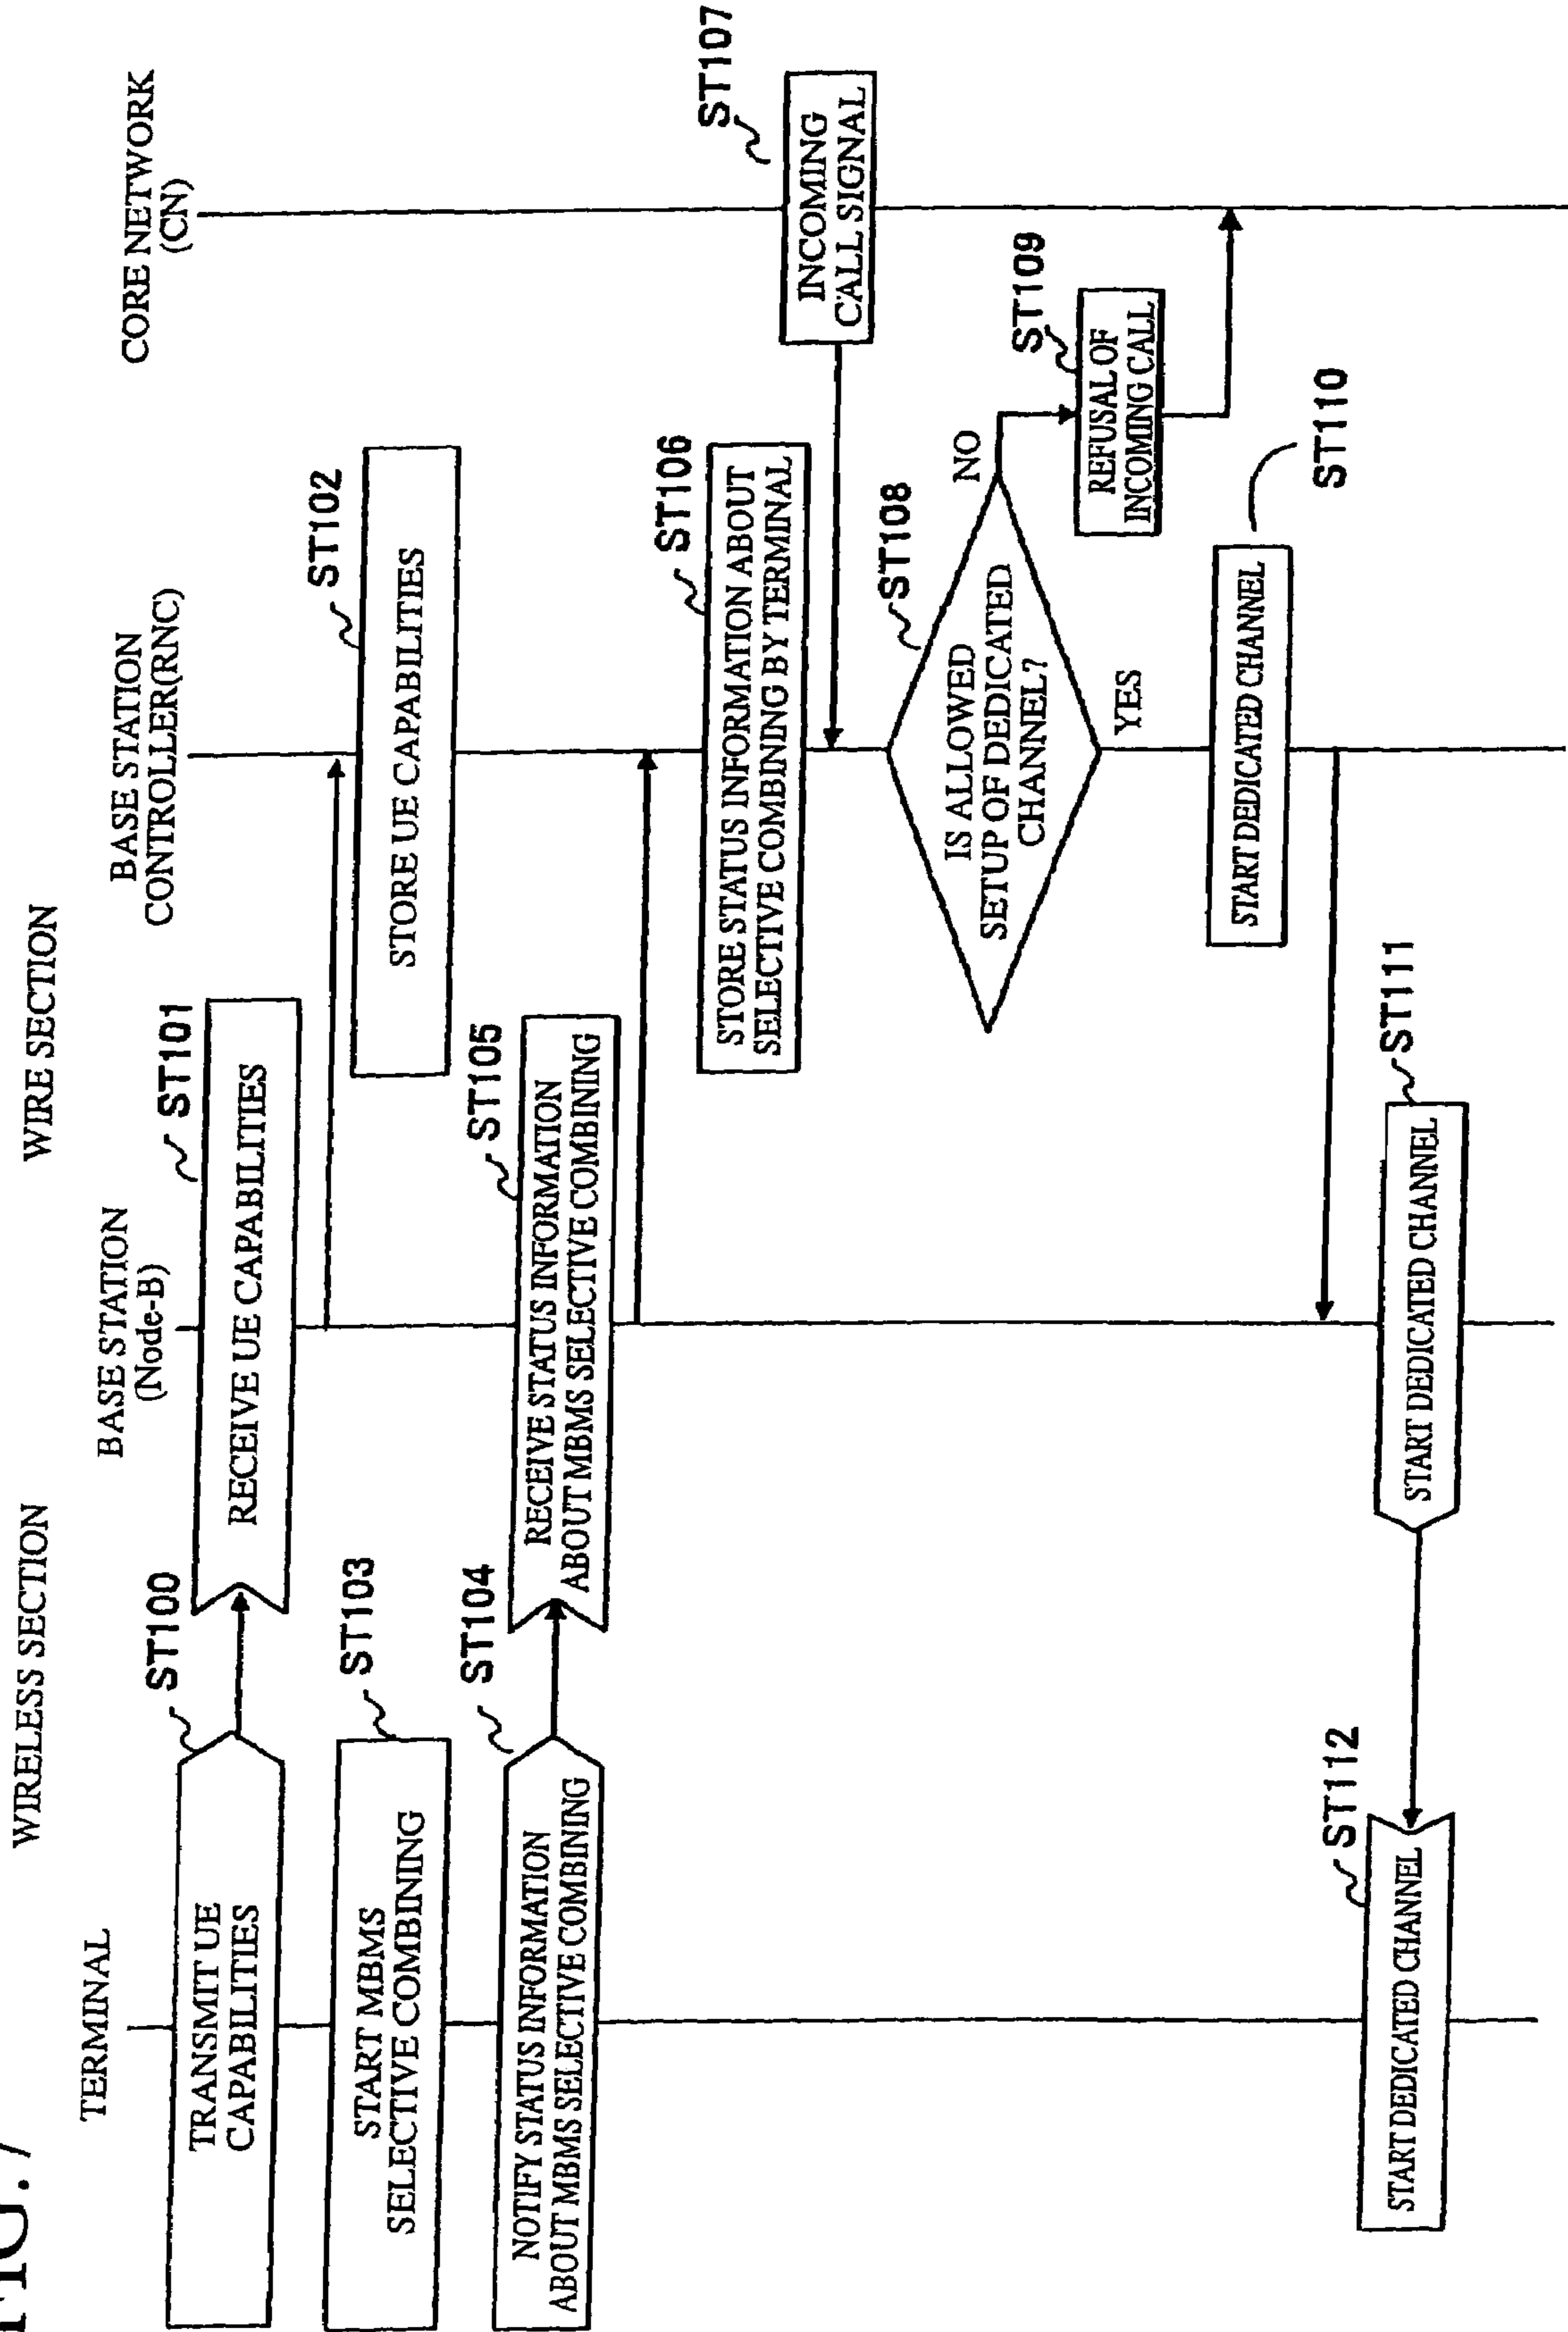 FIG.7
WIRELESS SECTION
WIRE SECTION
TERMINAL
BASE STATION
(Node-B)
BASE STATION
CONTROLLER(RNC)
CORE NETWORK
(CN)
ST100
TRANSMIT UE
CAPABILITIES
ST101
RECEIVE UE CAPABILITIES
ST102
STORE UE CAPABILITIES
ST103
START MBMS
SELECTIVE COMBINING
ST104
NOTIFY STATUS INFORMATION
ABOUT MBMS SELECTIVE COMBINING
ST105
RECEIVE STATUS INFORMATION
ABOUT MBMS SELECTIVE COMBINING
ST106
STORE STATUS INFORMATION ABOUT
SELECTIVE COMBINING BY TERMINAL
ST107
INCOMING
CALL SIGNAL
ST108
IS ALLOWED
SETUP OF DEDICATED
CHANNEL?
NO
YES
ST109
REFUSAL OF
INCOMING CALL
ST110
START DEDICATED CHANNEL
ST111
START DEDICATED CHANNEL
ST112
START DEDICATED CHANNEL